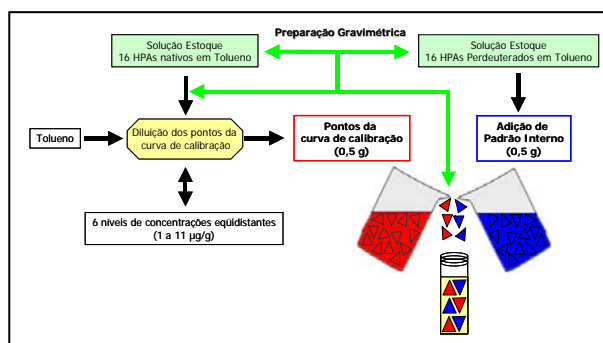 Preparação Gravimétrica
Solução Estoque
16 HPAs nativos em Tolueno
Solução Estoque
16 HPAs Perdeuterados em Tolueno
Tolueno
Diluição dos pontos da
curva de calibração
Pontos da
curva de calibração
(0,5 g)
Adição de
Padrão Interno
(0,5 g)
6 níveis de concentrações eqüidistantes
(1 a 11 µg/g)